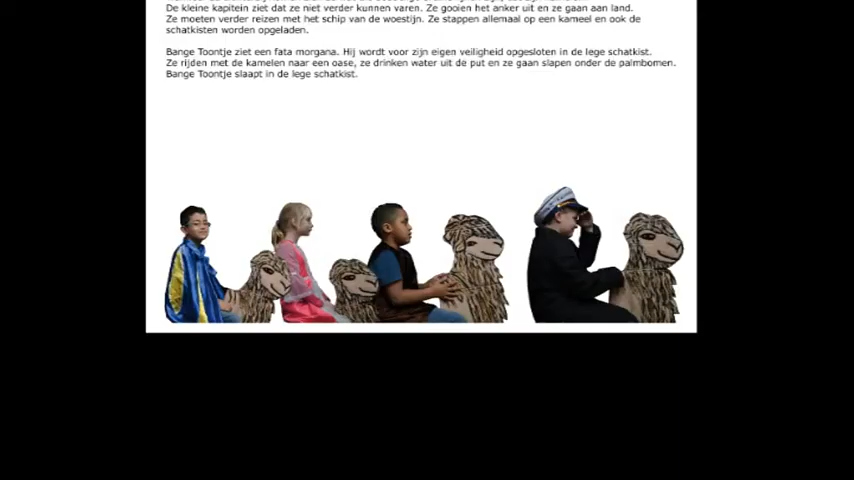 De kleine kapitein ziet dat ze niet verder kunnen varen. Ze gooien het anker uit en ze gaan aan land.
Ze moeten verder reizen met het schip van de woestijn. Ze stappen allemaal op een kameel en ook de
schatkisten worden opgeladen.
Bange Toontje ziet een fata morgana. Hij wordt voor zijn eigen veiligheid opgesloten in de lege schatkist.
Ze rijden met de kamelen naar een oase, ze drinken water uit de put en ze gaan slapen onder de palmbomen.
Bange Toontje slaapt in de lege schatkist.